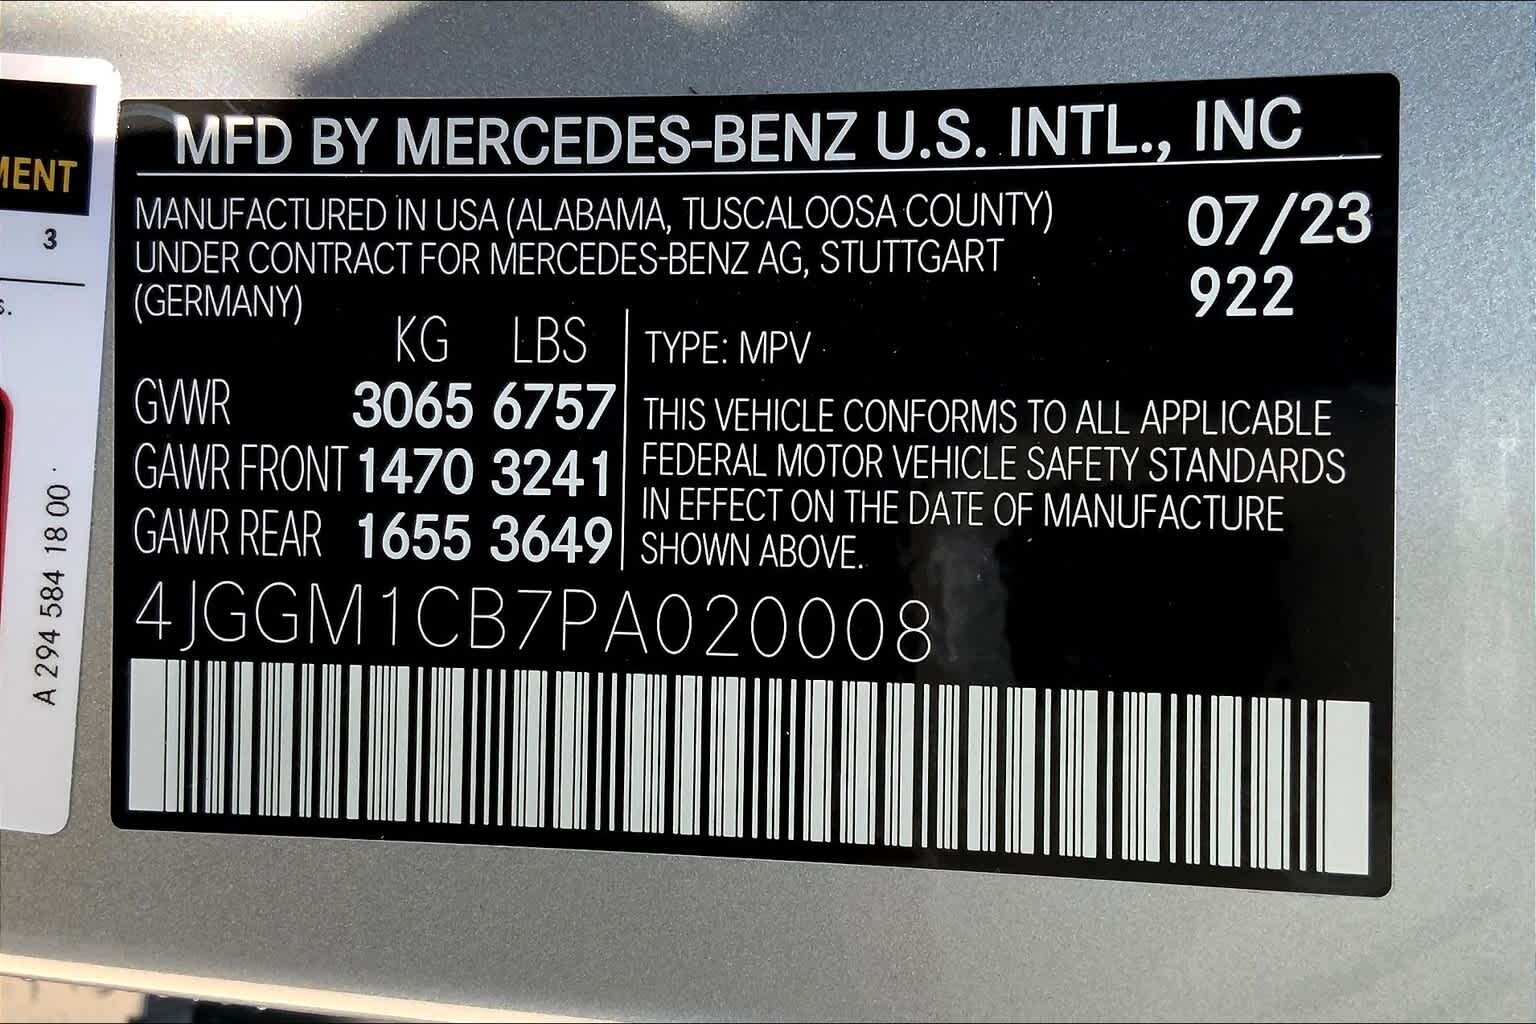 MENT
3
S.
A 294 584 18 00
MFD BY MERCEDES-BENZ U.S. INTL., INC
MANUFACTURED IN USA (ALABAMA, TUSCALOOSA COUNTY)
UNDER CONTRACT FOR MERCEDES-BENZ AG, STUTTGART
(GERMANY)
07/23
922
KG LBS
GVWR 3065 6757
GAWR FRONT 1470 3241
GAWR REAR 1655 3649
TYPE: MPV
THIS VEHICLE CONFORMS TO ALL APPLICABLE
FEDERAL MOTOR VEHICLE SAFETY STANDARDS
IN EFFECT ON THE DATE OF MANUFACTURE
SHOWN ABOVE.
4JGGM1CB7PA020008